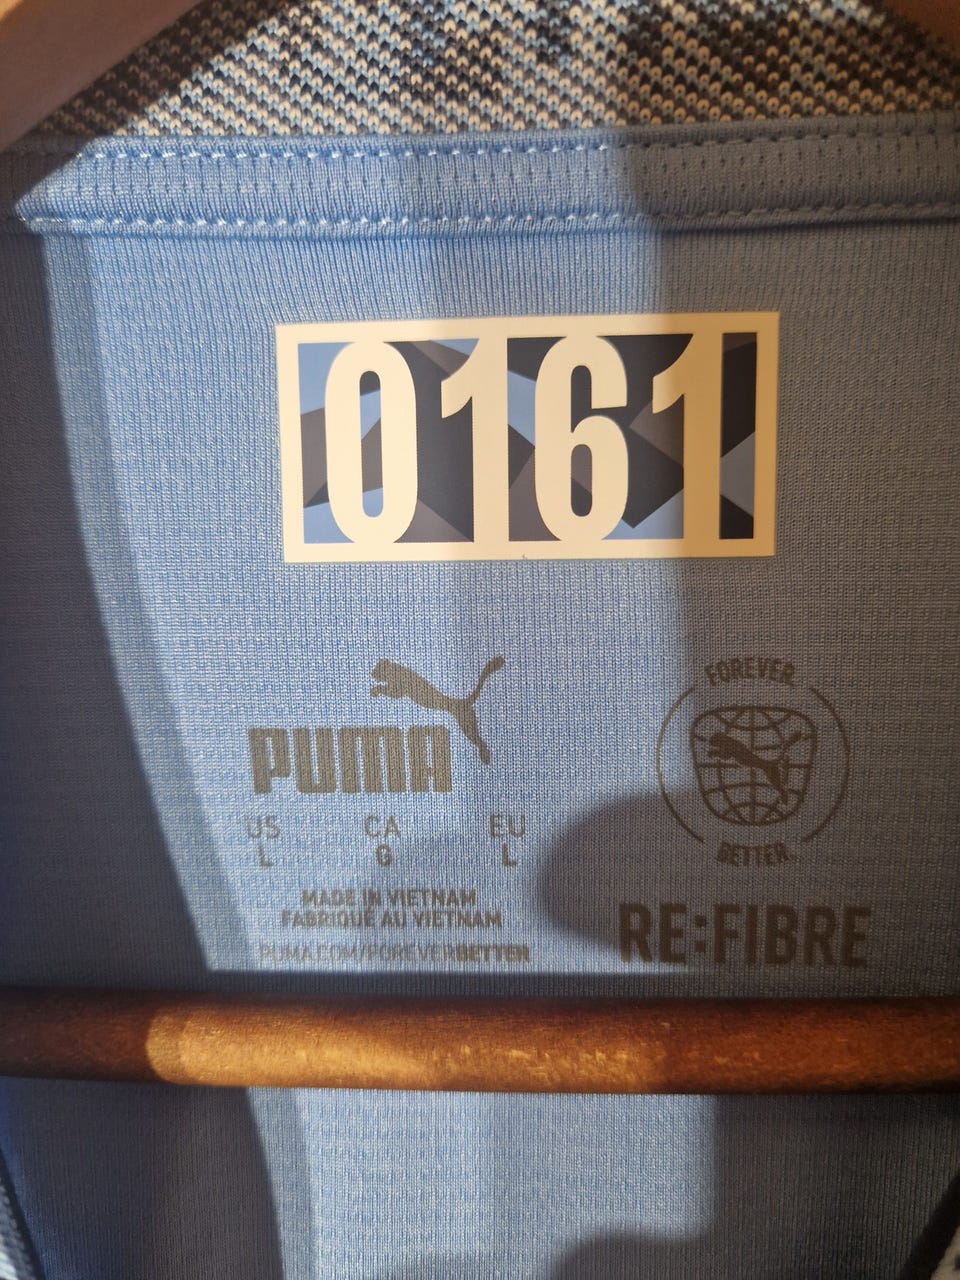 0161
PUMA
US CA EU
L G L
MADE IN VIETNAM
FABRIQUÉ AU VIETNAM
PUMA.COM/FOREVERBETTER
FOREVER
BETTER.
RE:FIBRE